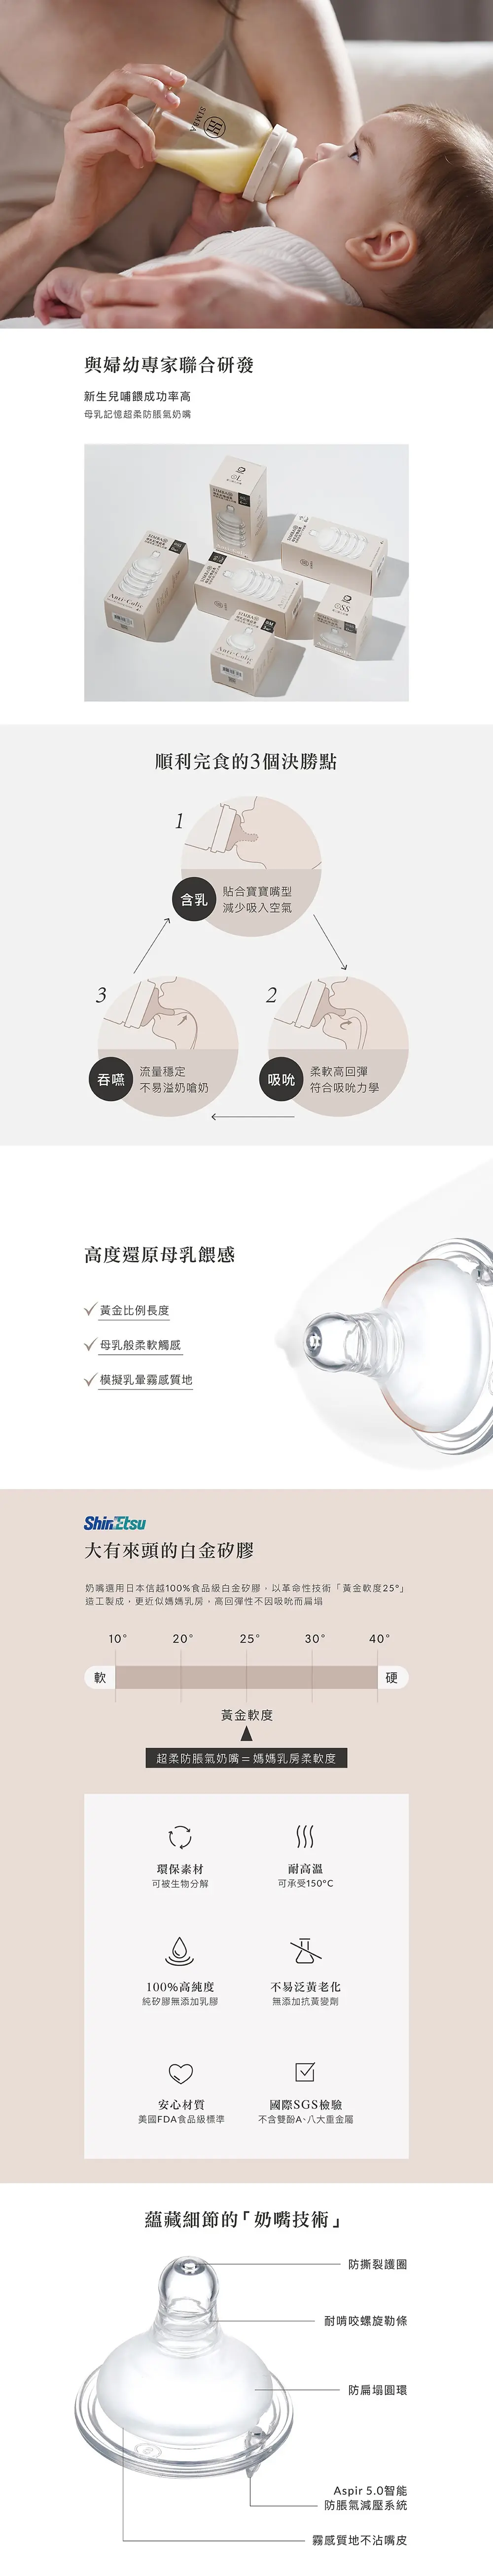 SIMBA
與婦幼專家聯合研發
新生兒哺餵成功率高
母乳記憶超柔防脹氣奶嘴
L
SIMBA
SS
Anti-Colic
Anti-Colic
Anti-Colic
順利完食的3個決勝點
1
含乳
貼合寶寶嘴型
減少吸入空氣
2
吸吮
柔軟高回彈
符合吸吮力學
3
吞嚥
流量穩定
不易溢奶嗆奶
高度還原母乳餵感
黃金比例長度
母乳般柔軟觸感
模擬乳暈霧感質地
ShinEtsu
大有來頭的白金矽膠
奶嘴選用日本信越100%食品級白金矽膠，以革命性技術「黃金軟度25°」
造工製成，更近似媽媽乳房，高回彈性不因吸吮而扁塌
10° 20° 25° 30° 40°
軟 硬
黃金軟度
超柔防脹氣奶嘴＝媽媽乳房柔軟度
環保素材
可被生物分解
耐高溫
可承受150°C
100%高純度
純矽膠無添加乳膠
不易泛黃老化
無添加抗黃變劑
安心材質
美國FDA食品級標準
國際SGS檢驗
不含雙酚A、八大重金屬
蘊藏細節的「奶嘴技術」
防撕裂護圈
耐啃咬螺旋勒條
防扁塌圓環
Aspir 5.0智能
防脹氣減壓系統
霧感質地不沾嘴皮